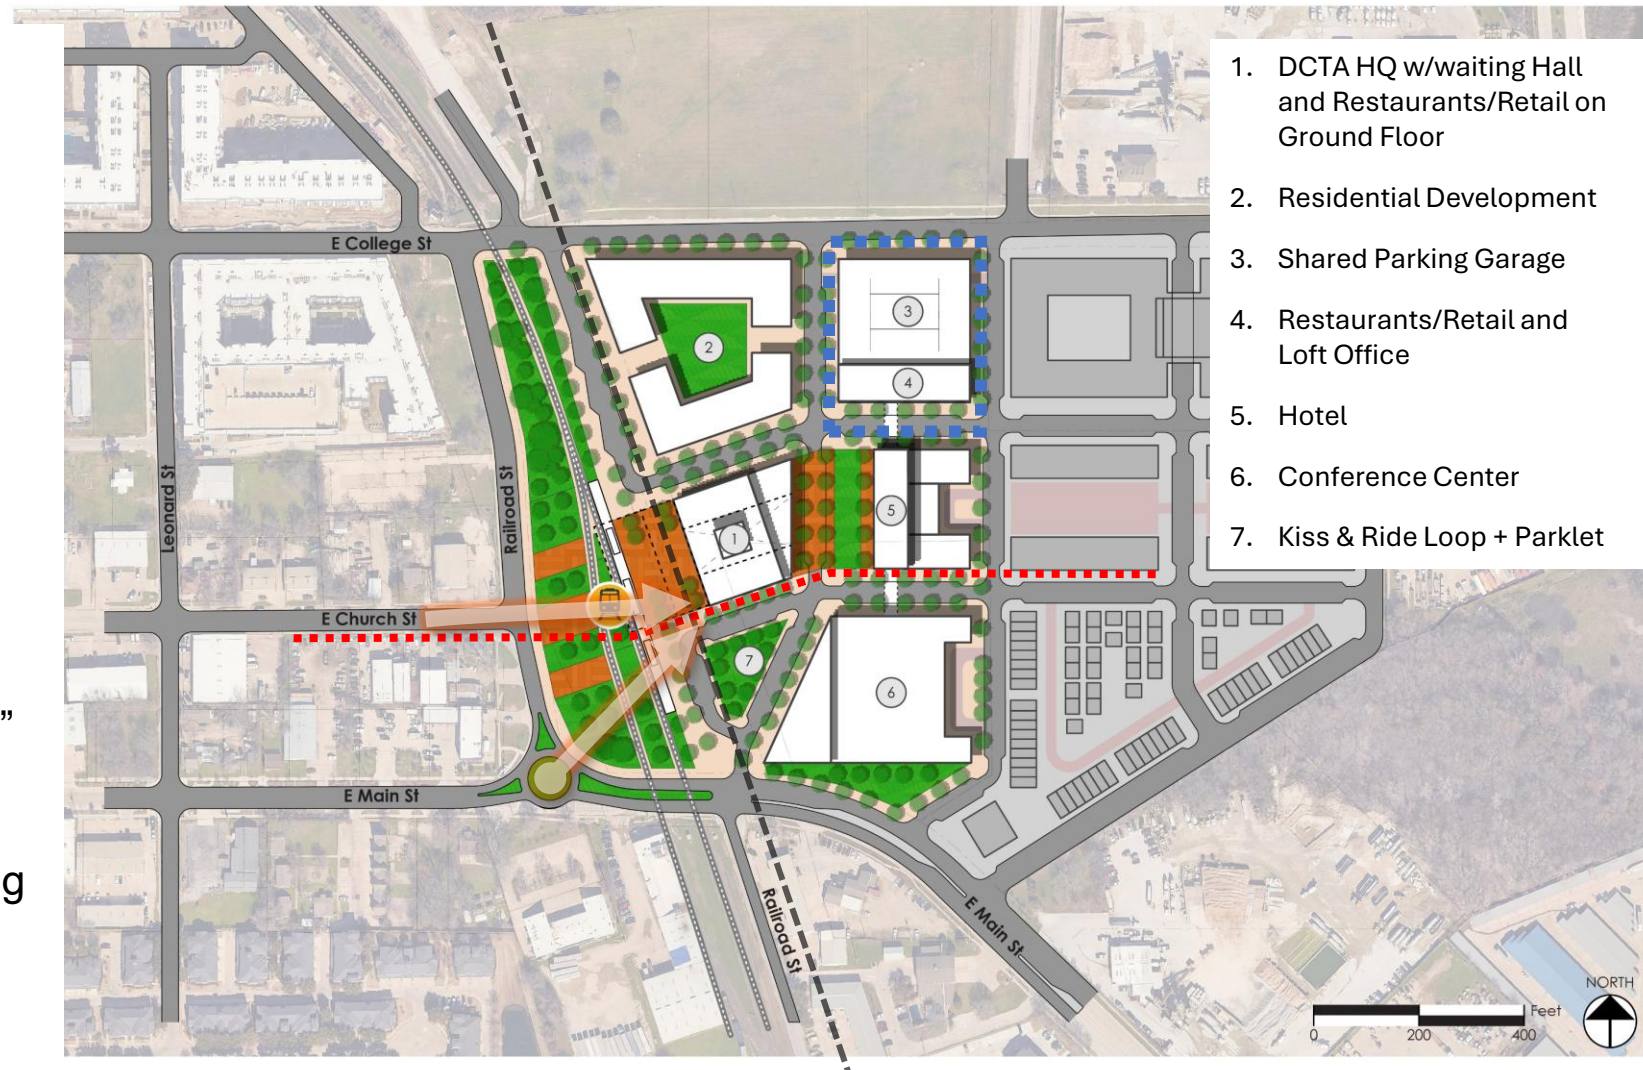 1. DCTA HQ w/waiting Hall
and Restaurants/Retail on
Ground Floor
2. Residential Development
3. Shared Parking Garage
4. Restaurants/Retail and
Loft Office
5. Hotel
6. Conference Center
7. Kiss & Ride Loop + Parklet
E College St
Leonard St
Railroad St
E Church St
E Main St
Railroad St
E Main St
1
2
3
4
5
6
7
”
g
NORTH
Feet
0
200
400